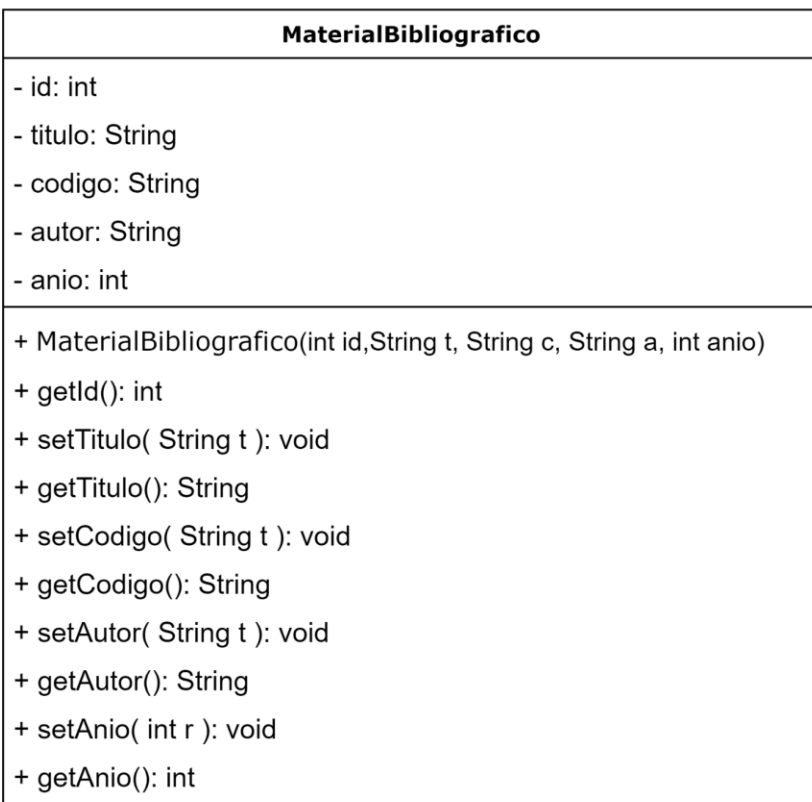 MaterialBibliografico
- id: int
- titulo: String
- codigo: String
- autor: String
- anio: int
+ MaterialBibliografico(int id,String t, String c, String a, int anio)
+ getId(): int
+ setTitulo( String t ): void
+ getTitulo(): String
+ setCodigo( String t ): void
+ getCodigo(): String
+ setAutor( String t ): void
+ getAutor(): String
+ setAnio( int r ): void
+ getAnio(): int